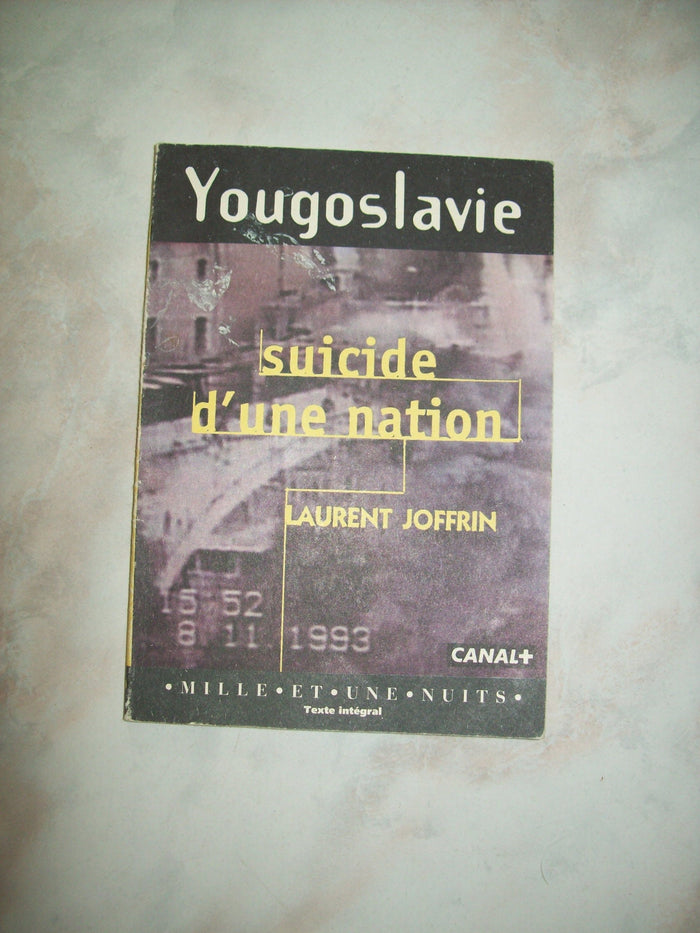 Yougoslavie
suicide
d'une nation
LAURENT JOFFRIN
15.52
8.11.1993
CANAL+
•MILLE•ET•UNE•NUITS•
Texte intégral